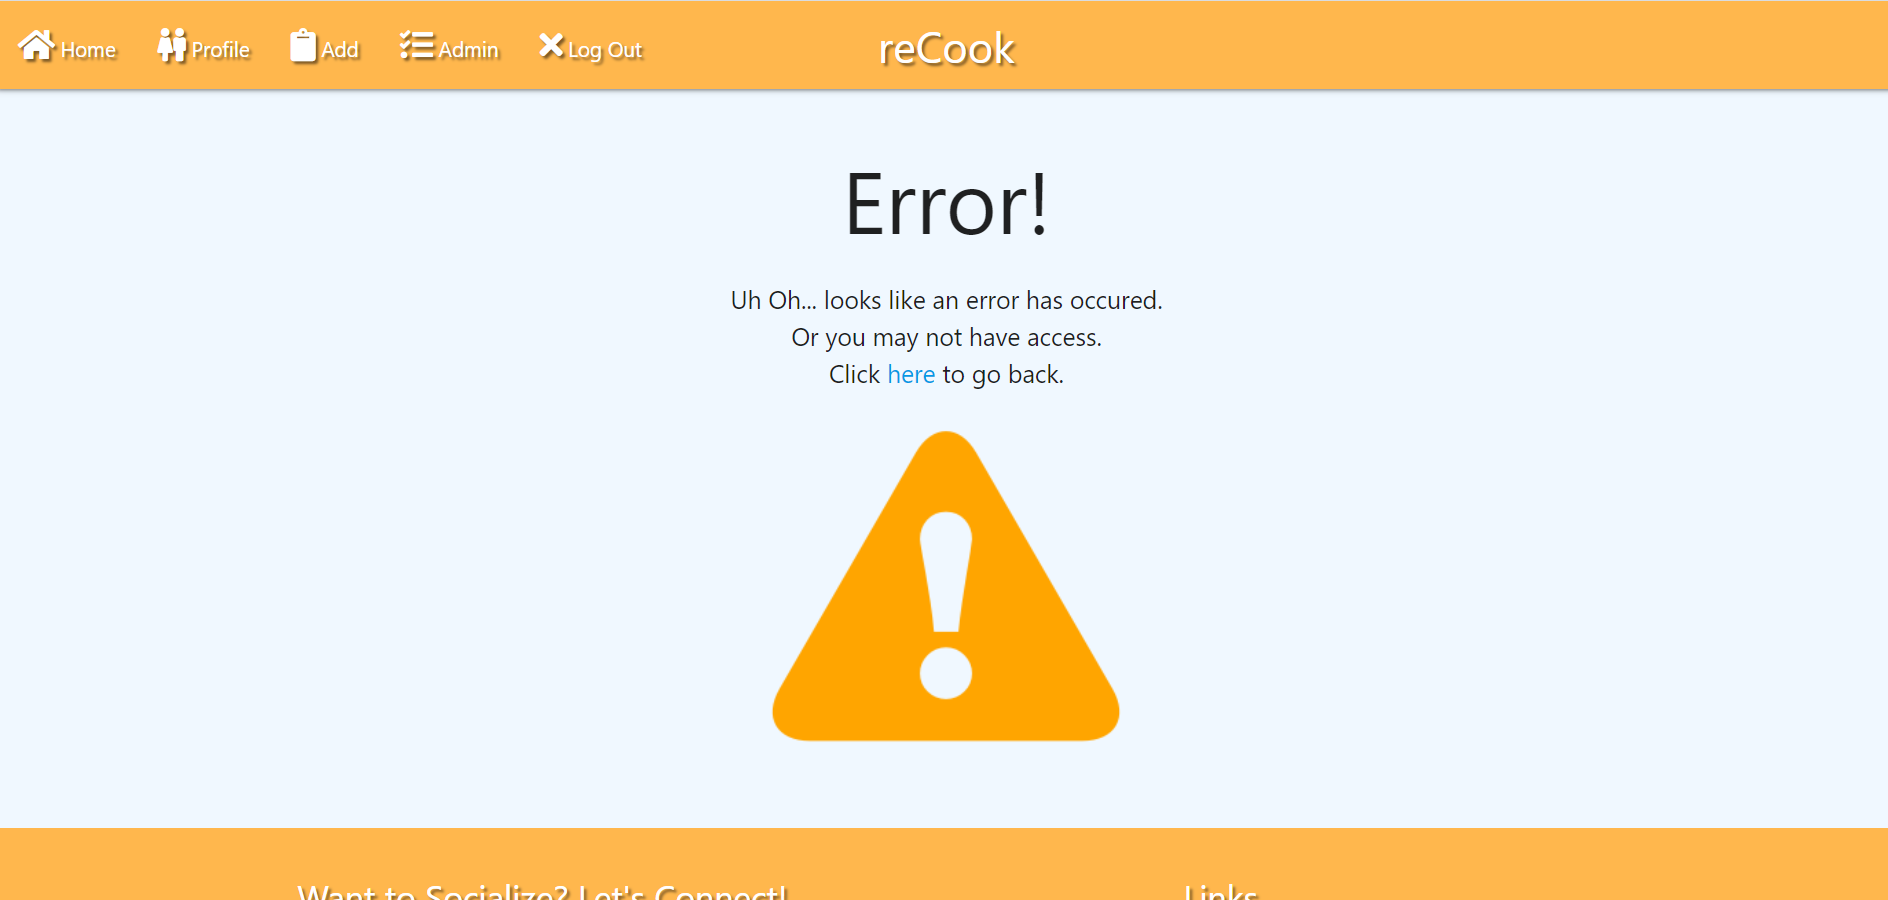 Home Profile Add Admin Log Out reCook
Error!
Uh Oh... looks like an error has occured.
Or you may not have access.
Click here to go back.
Want to Socialize? Let's Connect! Links